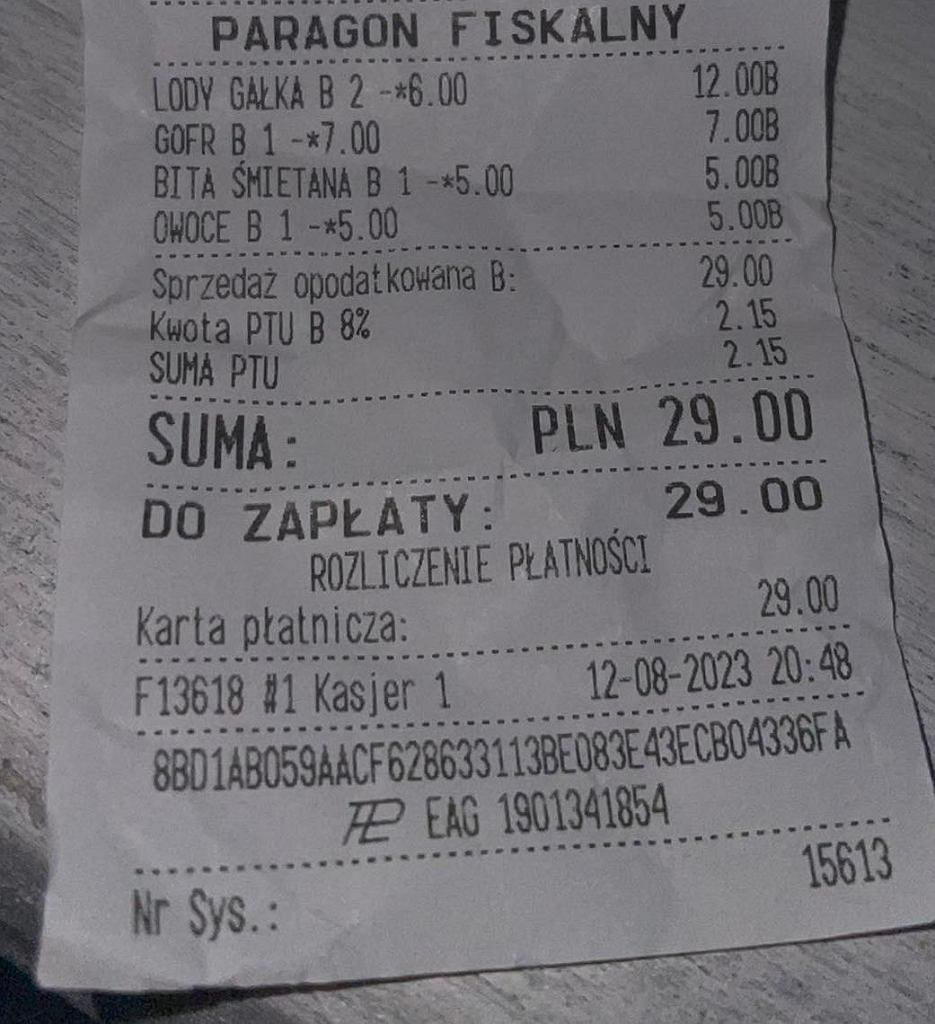 PARAGON FISKALNY
LODY GAŁKA B 2 -*6.00 12.00B
GOFR B 1 -*7.00 7.00B
BITA ŚMIETANA B 1 -*5.00 5.00B
OWOCE B 1 -*5.00 5.00B
Sprzedaż opodatkowana B: 29.00
Kwota PTU B 8% 2.15
SUMA PTU 2.15
SUMA: PLN 29.00
DO ZAPŁATY: 29.00
ROZLICZENIE PŁATNOŚCI
Karta płatnicza: 29.00
F13618 #1 Kasjer 1 12-08-2023 20:48
8BD1AB059AACF628633113BE083E43ECB04336FA
EAG 1901341854
Nr Sys.: 15613